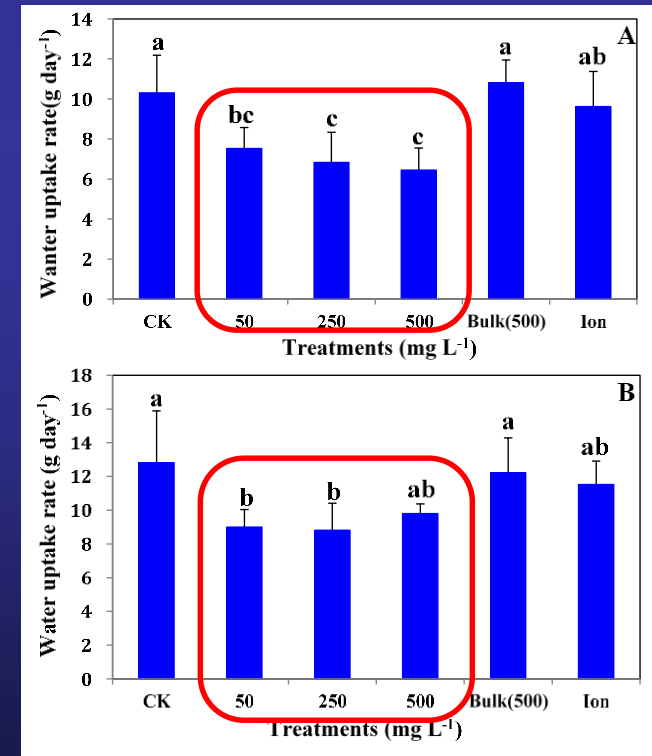 A
Wanter uptake rate(g day⁻¹)
14
12
10
8
6
4
2
0
a
bc
c
c
a
ab
CK
50
250
500
Bulk(500)
Ion
Treatments (mg L⁻¹)
B
Water uptake rate (g day⁻¹)
18
16
14
12
10
8
6
4
2
0
a
b
b
ab
a
ab
CK
50
250
500
Bulk(500)
Ion
Treatments (mg L⁻¹)